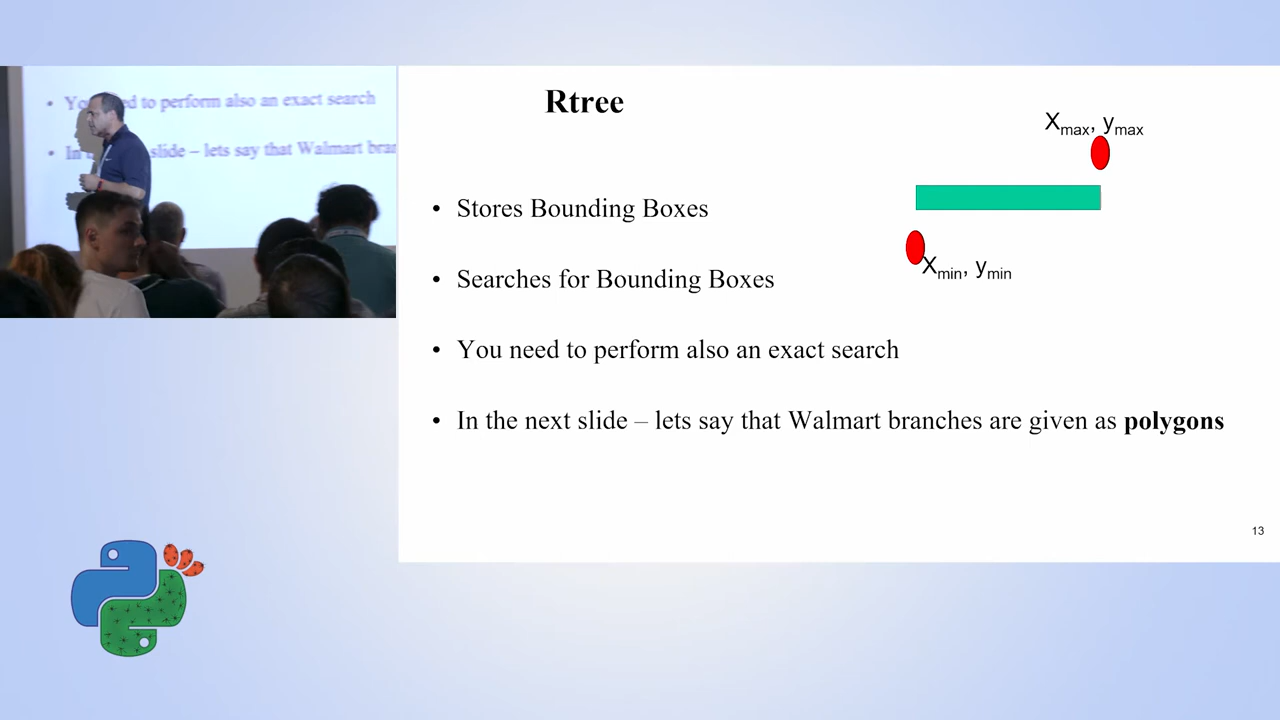 • You need to perform also an exact search
• In the slide – lets say that Walmart bran
Rtree
X_max, y_max
• Stores Bounding Boxes
X_min, y_min
• Searches for Bounding Boxes
• You need to perform also an exact search
• In the next slide – lets say that Walmart branches are given as polygons
13